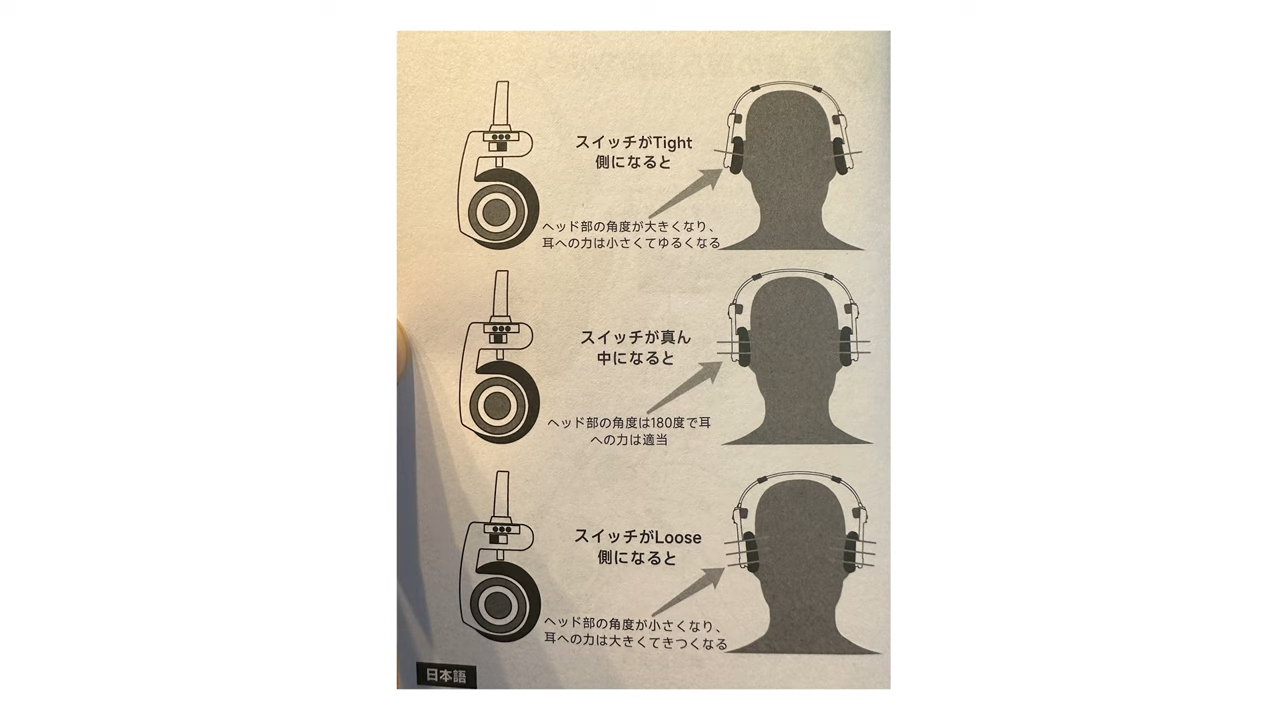 スイッチがTight
側になると
ヘッド部の角度が大きくなり、
耳への力は小さくてゆるくなる
スイッチが真ん
中になると
ヘッド部の角度は180度で耳
への力は適当
スイッチがLoose
側になると
ヘッド部の角度が小さくなり、
耳への力は大きくてきつくなる
日本語